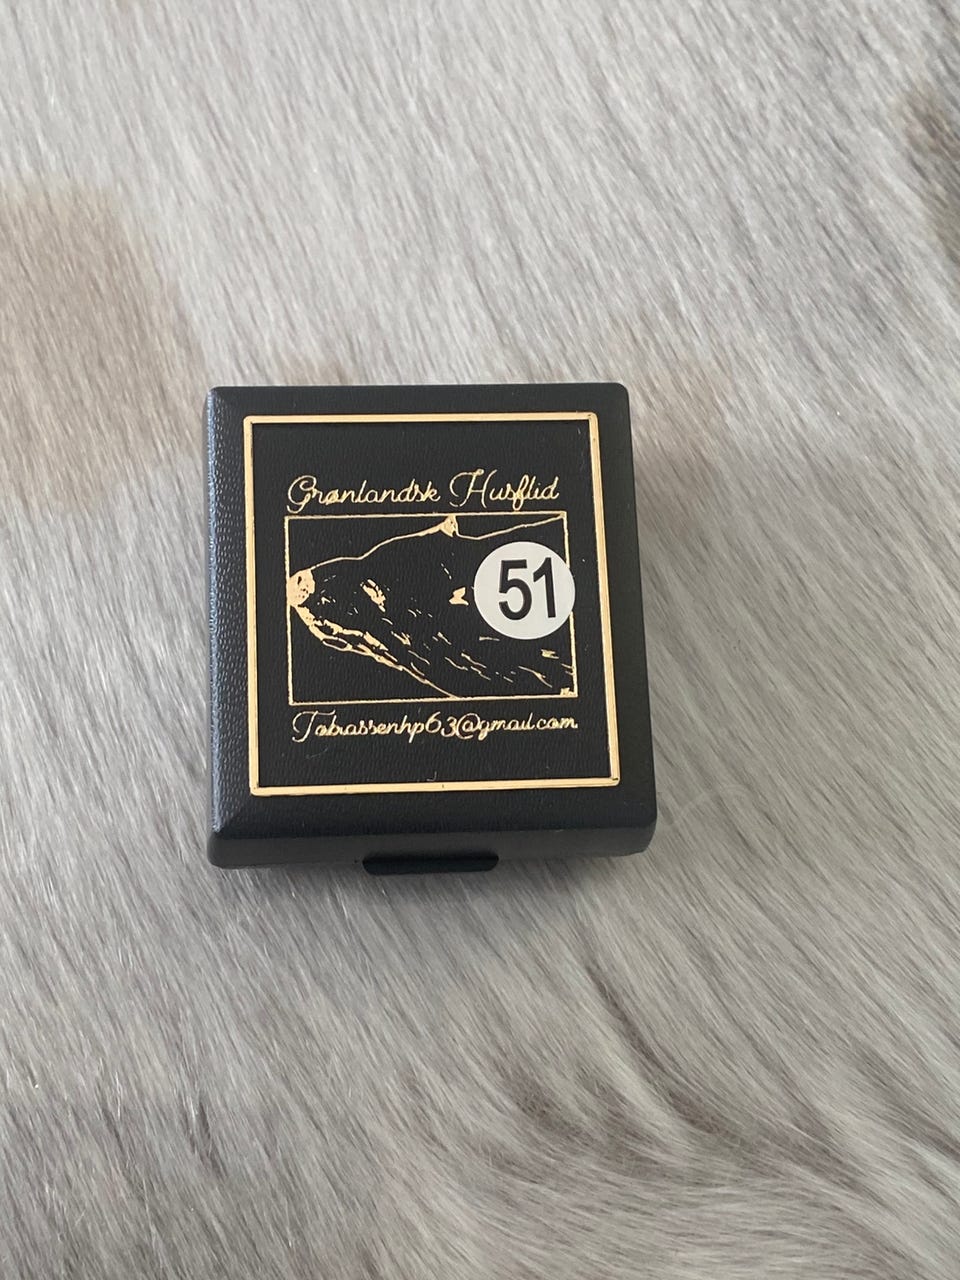 Grønlandsk Husflid
51
Tobiassenhp63@gmail.com